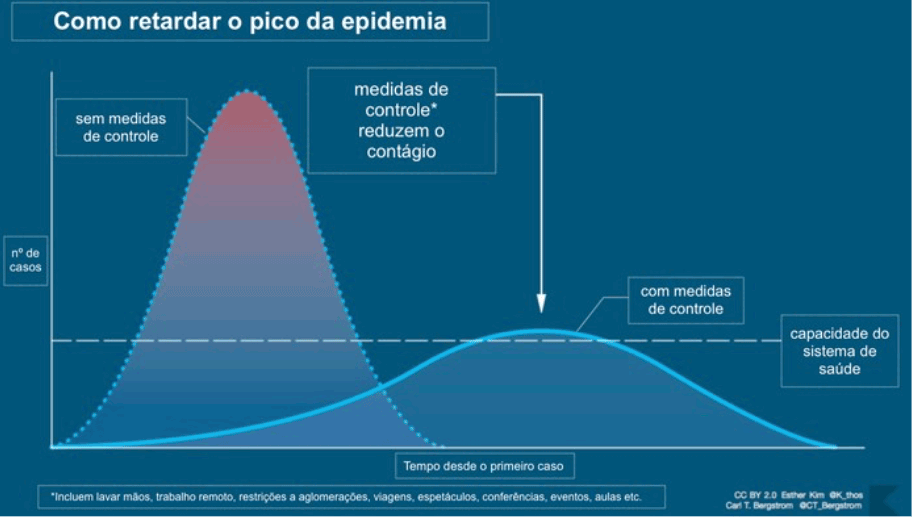 Como retardar o pico da epidemia
sem medidas
de controle
medidas de
controle*
reduzem o
contágio
nº de
casos
com medidas
de controle
capacidade do
sistema de
saúde
Tempo desde o primeiro caso
*Incluem lavar mãos, trabalho remoto, restrições a aglomerações, viagens, espetáculos, conferências, eventos, aulas etc.
CC BY 2.0 Esther Kim @K_thos
Carl T. Bergstrom @CT_Bergstrom